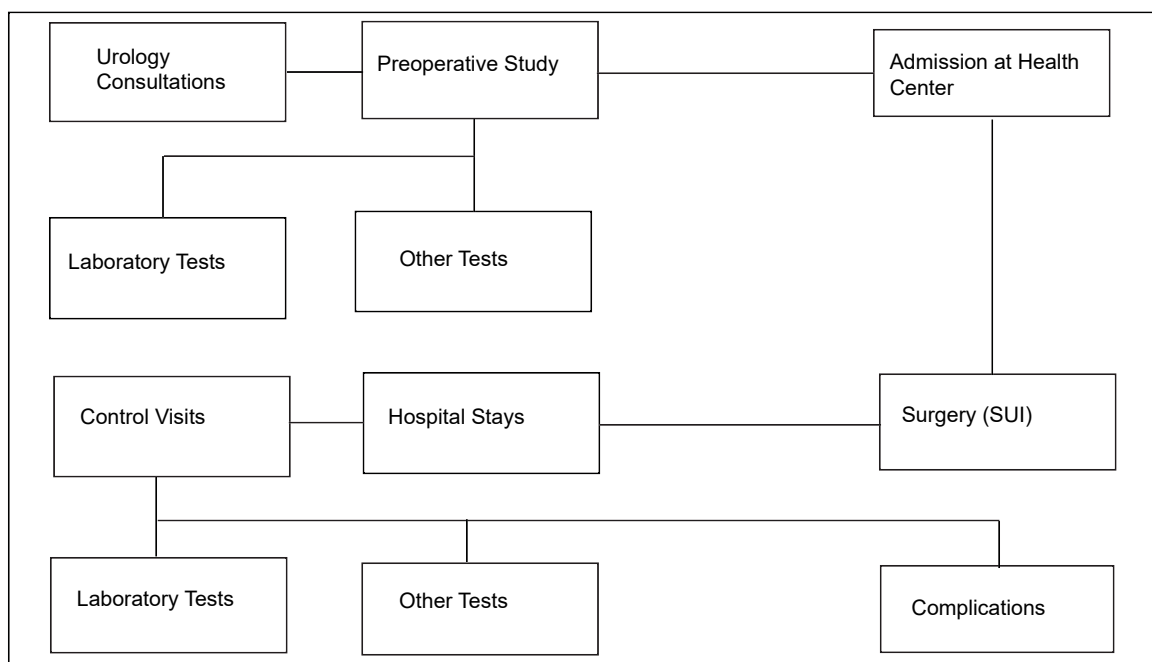 Urology
Consultations
Preoperative Study
Admission at Health
Center
Laboratory Tests
Other Tests
Control Visits
Hospital Stays
Surgery (SUI)
Laboratory Tests
Other Tests
Complications